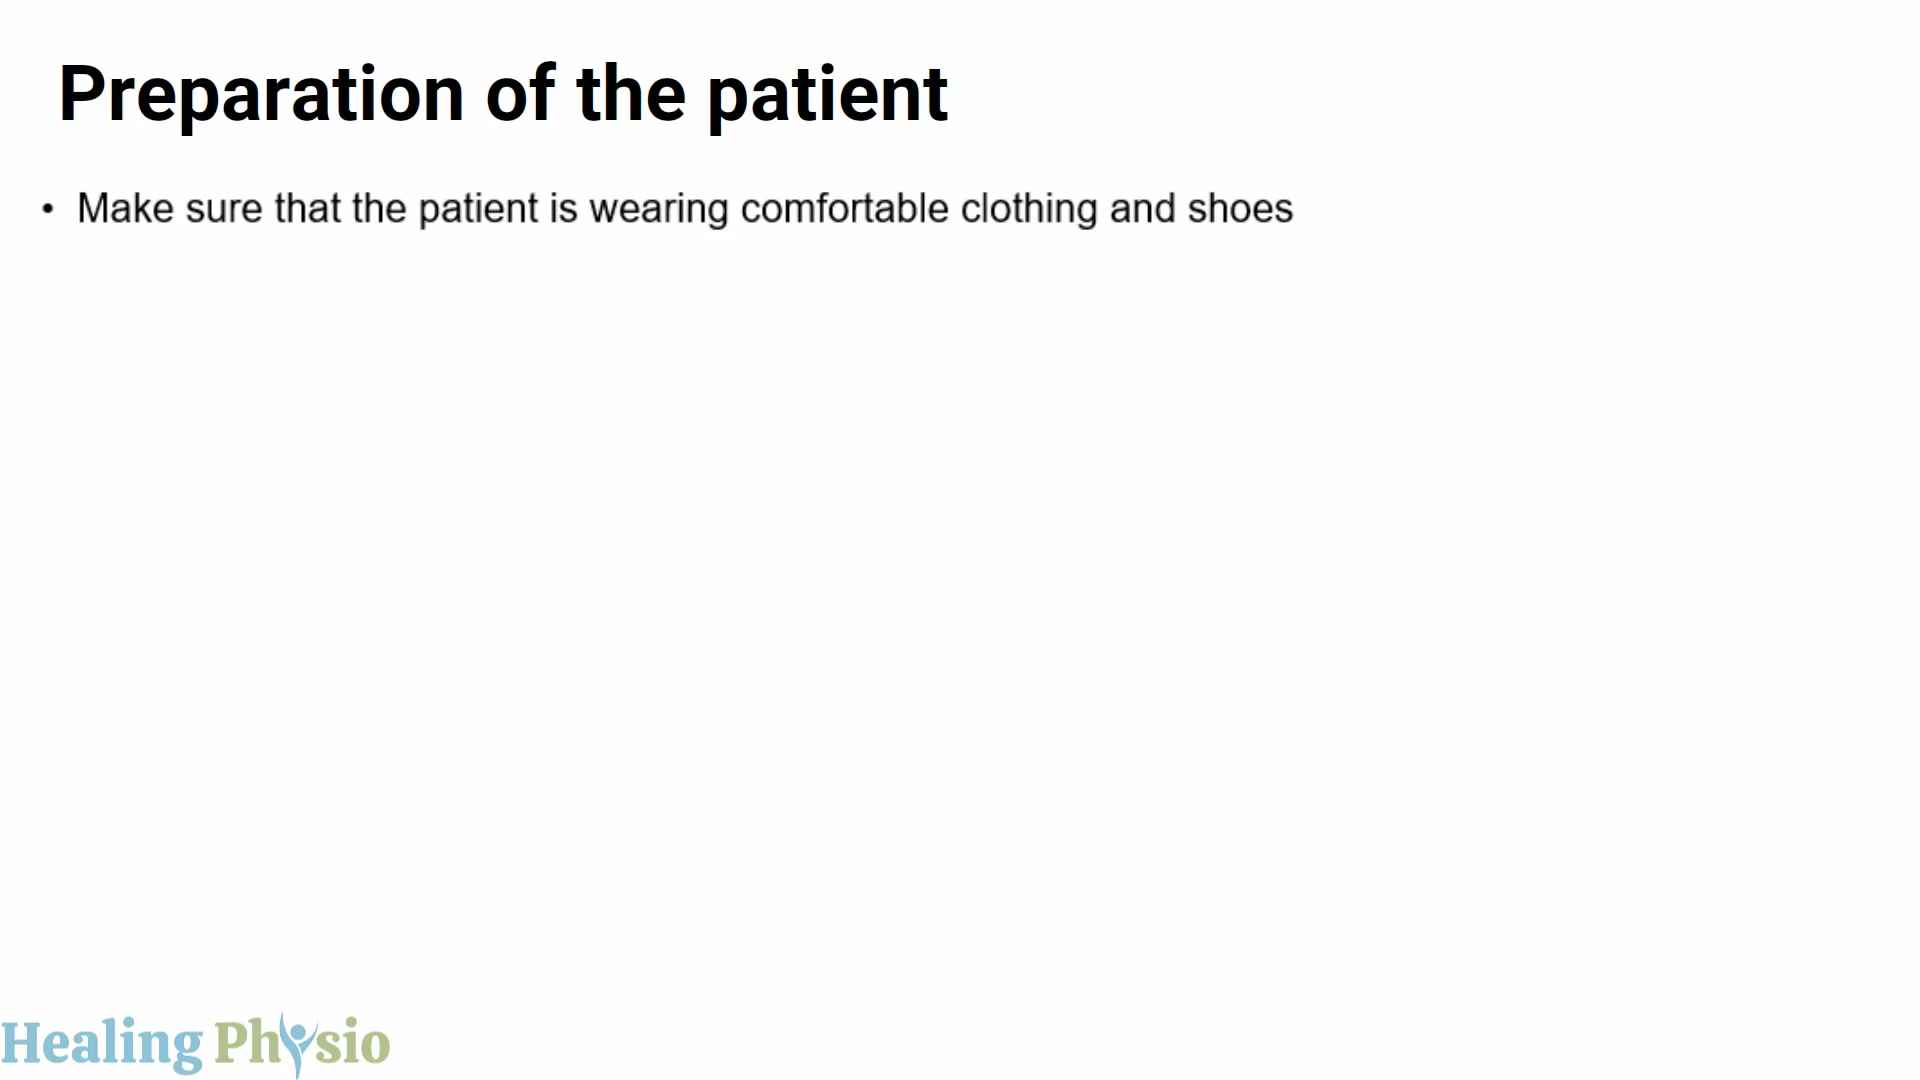 Preparation of the patient
• Make sure that the patient is wearing comfortable clothing and shoes
Healing Physio